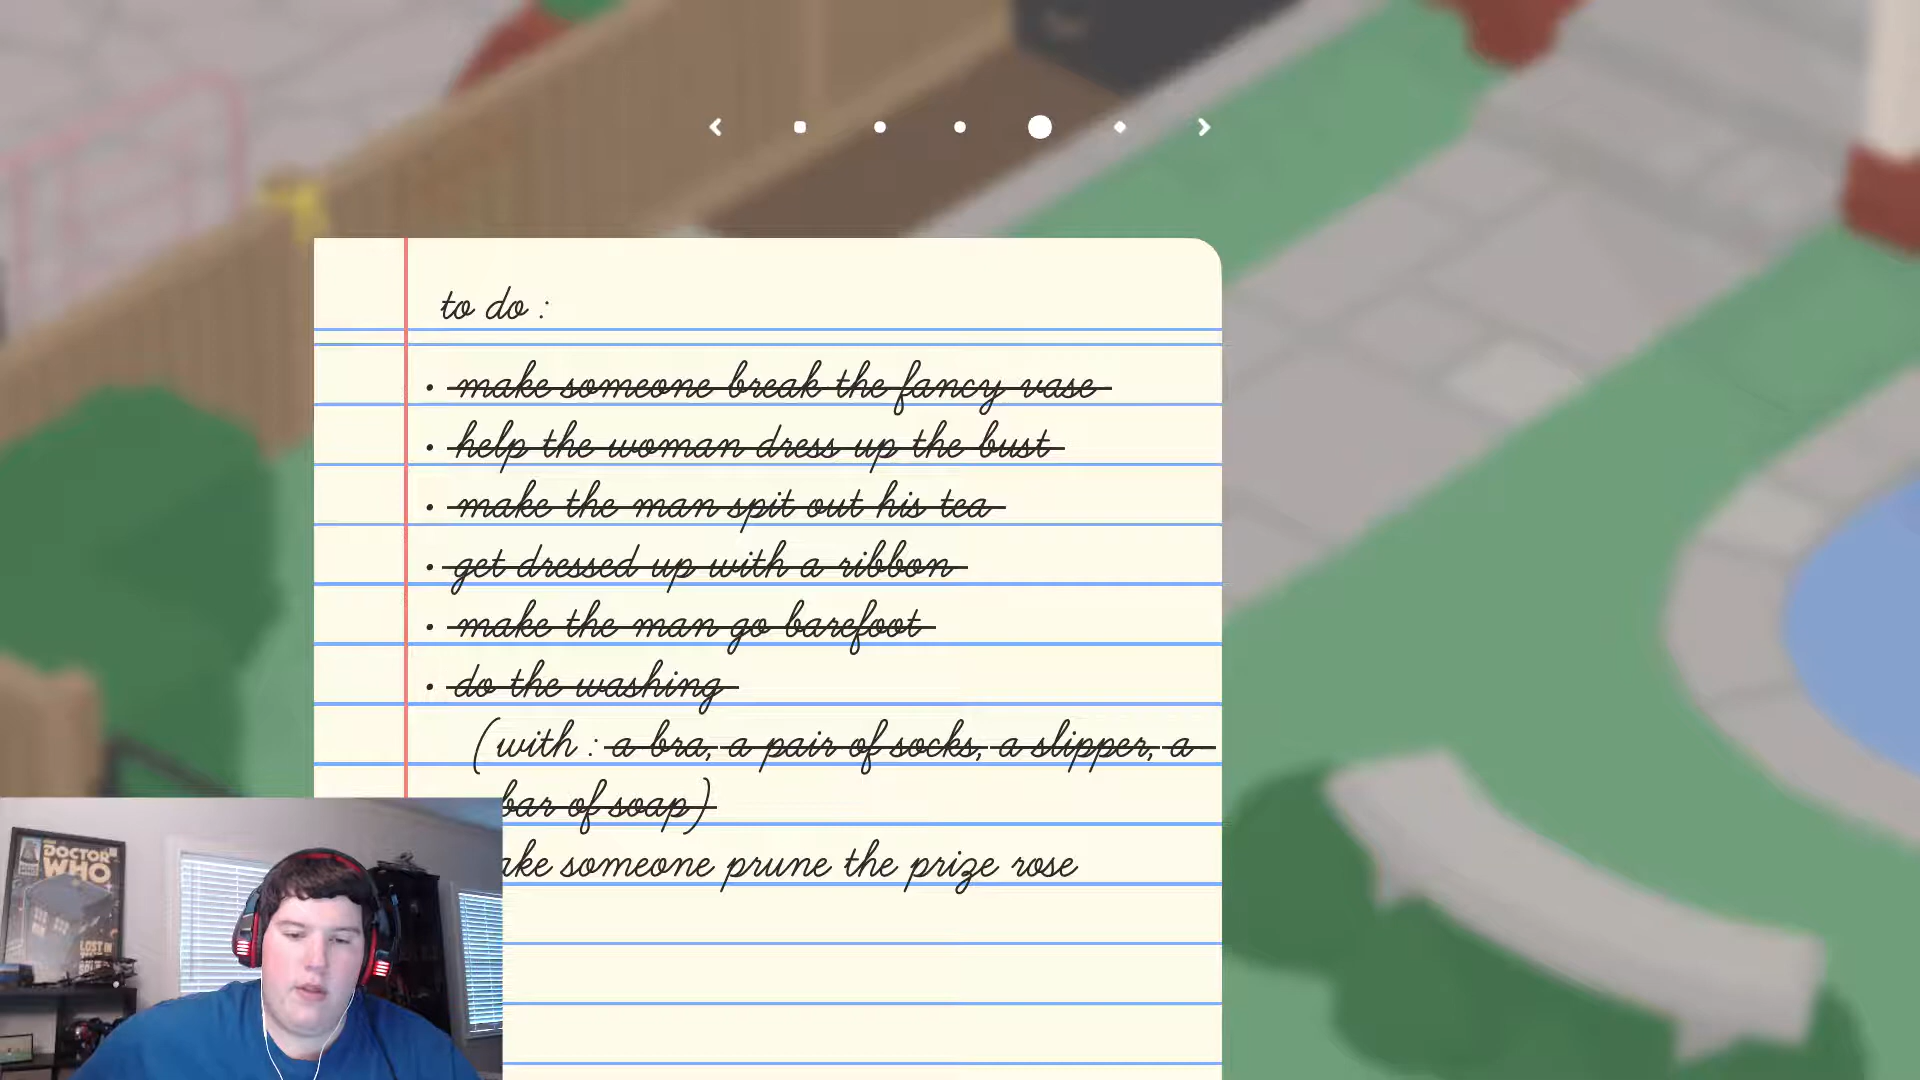 to do :
• make someone break the fancy vase
• help the woman dress up the bust
• make the man spit out his tea
• get dressed up with a ribbon
• make the man go barefoot
• do the washing
(with : a bra, a pair of socks, a slipper, a
bar of soap)
ake someone prune the prize rose
DOCTOR
WHO
LOST IN